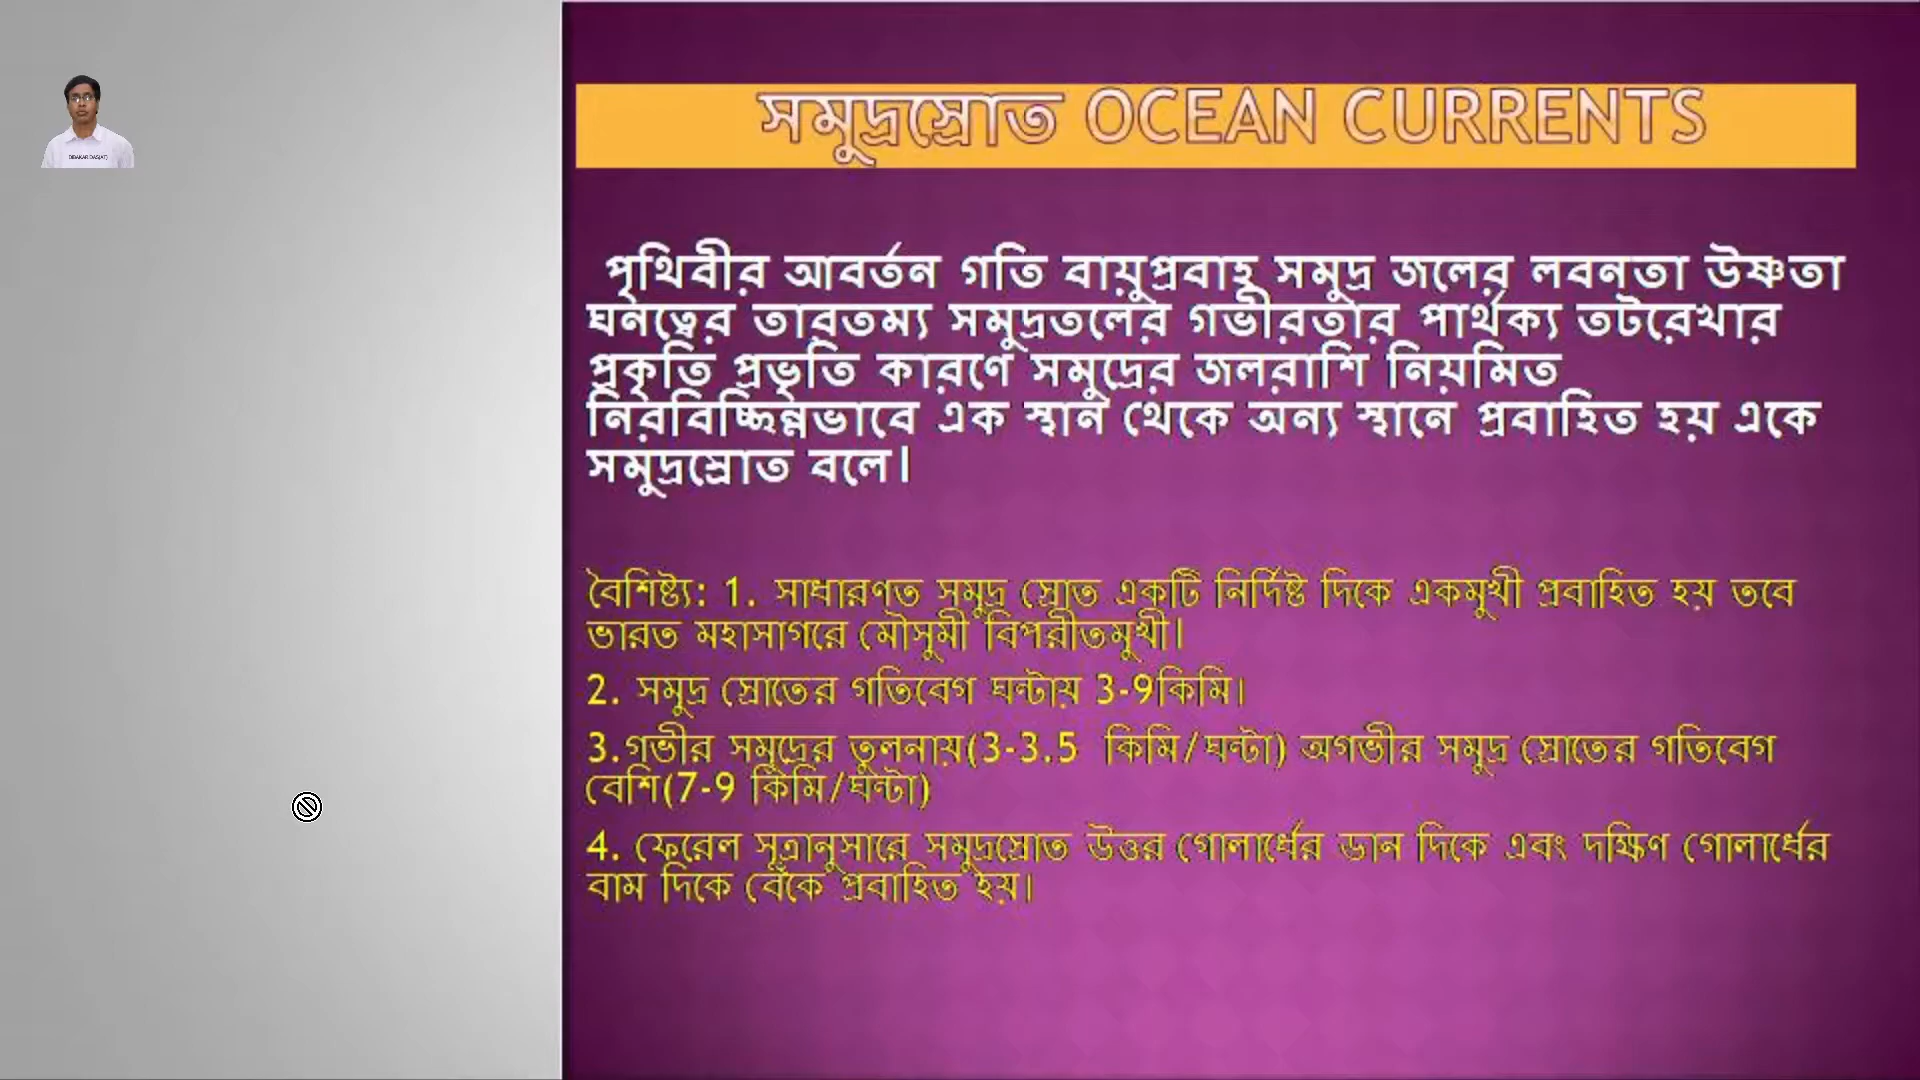 সমুদ্রস্রোত OCEAN CURRENTS
DIBAKAR DAS(AT)
পৃথিবীর আবর্তন গতি বায়ুপ্রবাহ সমুদ্র জলের লবনতা উষ্ণতা
ঘনত্বের তারতম্য সমুদ্রতলের গভীরতার পার্থক্য তটরেখার
প্রকৃতি প্রভৃতি কারণে সমুদ্রের জলরাশি নিয়মিত
নিরবিচ্ছিন্নভাবে এক স্থান থেকে অন্য স্থানে প্রবাহিত হয় একে
সমুদ্রস্রোত বলে।
বৈশিষ্ট্য: 1. সাধারণত সমুদ্র স্রোত একটি নির্দিষ্ট দিকে একমুখী প্রবাহিত হয় তবে
ভারত মহাসাগরে মৌসুমী বিপরীতমুখী।
2. সমুদ্র স্রোতের গতিবেগ ঘন্টায় 3-9কিমি।
3.গভীর সমুদ্রের তুলনায়(3-3.5 কিমি/ঘন্টা) অগভীর সমুদ্র স্রোতের গতিবেগ
বেশি(7-9 কিমি/ঘন্টা)
4. ফেরেল সূত্রানুসারে সমুদ্রস্রোত উত্তর গোলার্ধের ডান দিকে এবং দক্ষিণ গোলার্ধের
বাম দিকে বেঁকে প্রবাহিত হয়।